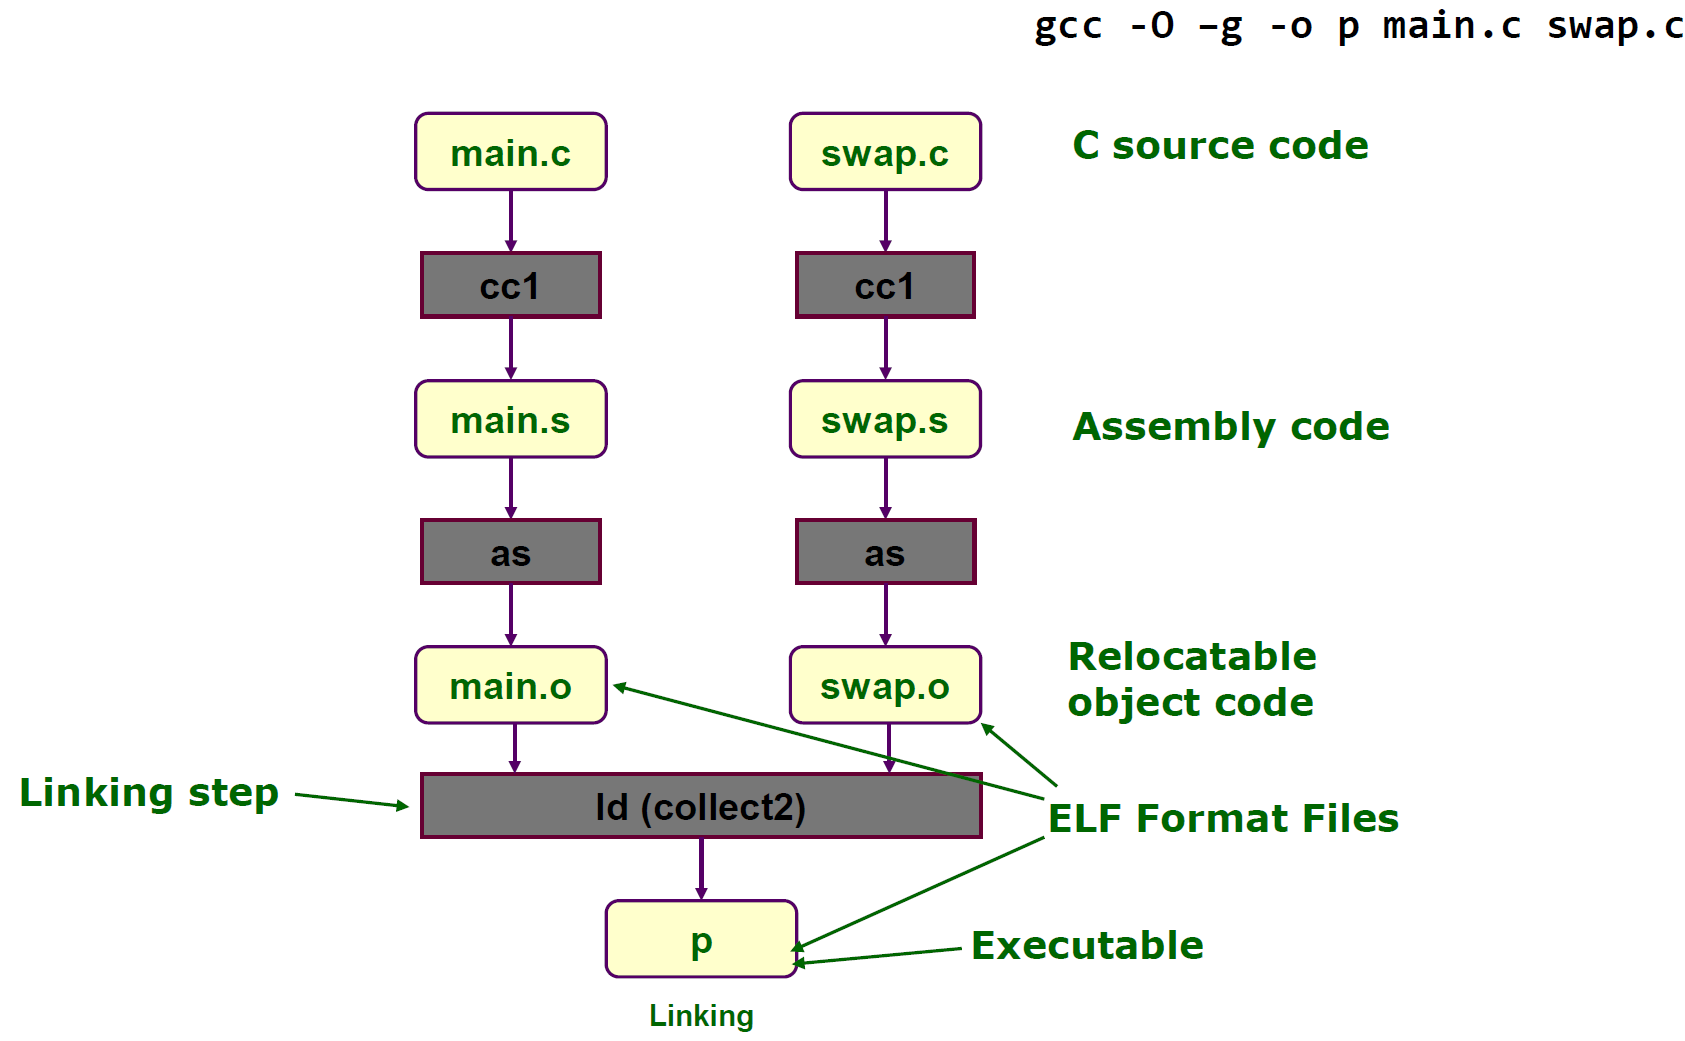 gcc -O –g -o p main.c swap.c
main.c
swap.c
C source code
cc1
cc1
main.s
swap.s
Assembly code
as
as
main.o
swap.o
Relocatable
object code
Linking step
ld (collect2)
ELF Format Files
p
Executable
Linking